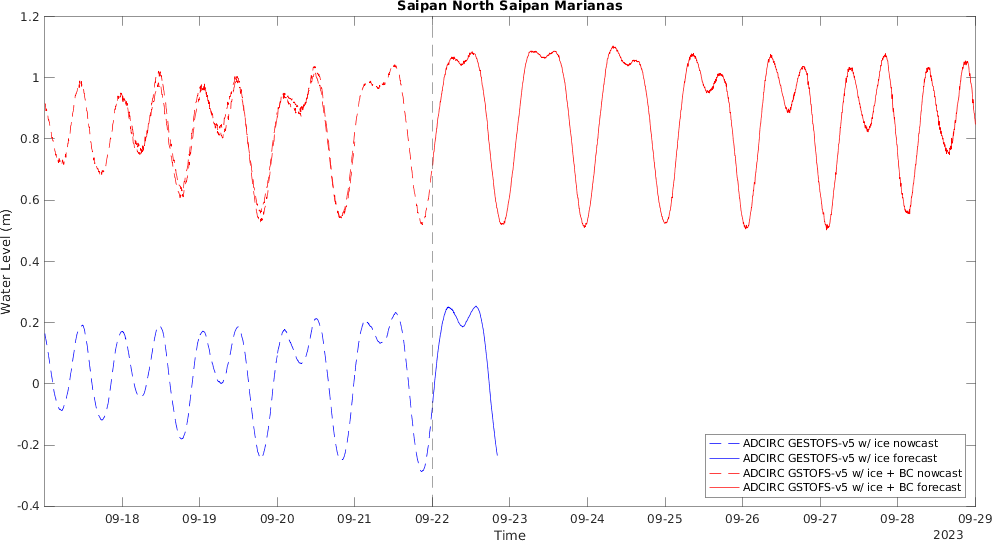 Saipan North Saipan Marianas
1.2
1
0.8
0.6
0.4
0.2
0
-0.2
-0.4
Water Level (m)
ADCIRC GESTOFS-v5 w/ ice nowcast
ADCIRC GESTOFS-v5 w/ ice forecast
ADCIRC GSTOFS-v5 w/ ice + BC nowcast
ADCIRC GSTOFS-v5 w/ ice + BC forecast
09-18 09-19 09-20 09-21 09-22 09-23 09-24 09-25 09-26 09-27 09-28 09-29
Time
2023